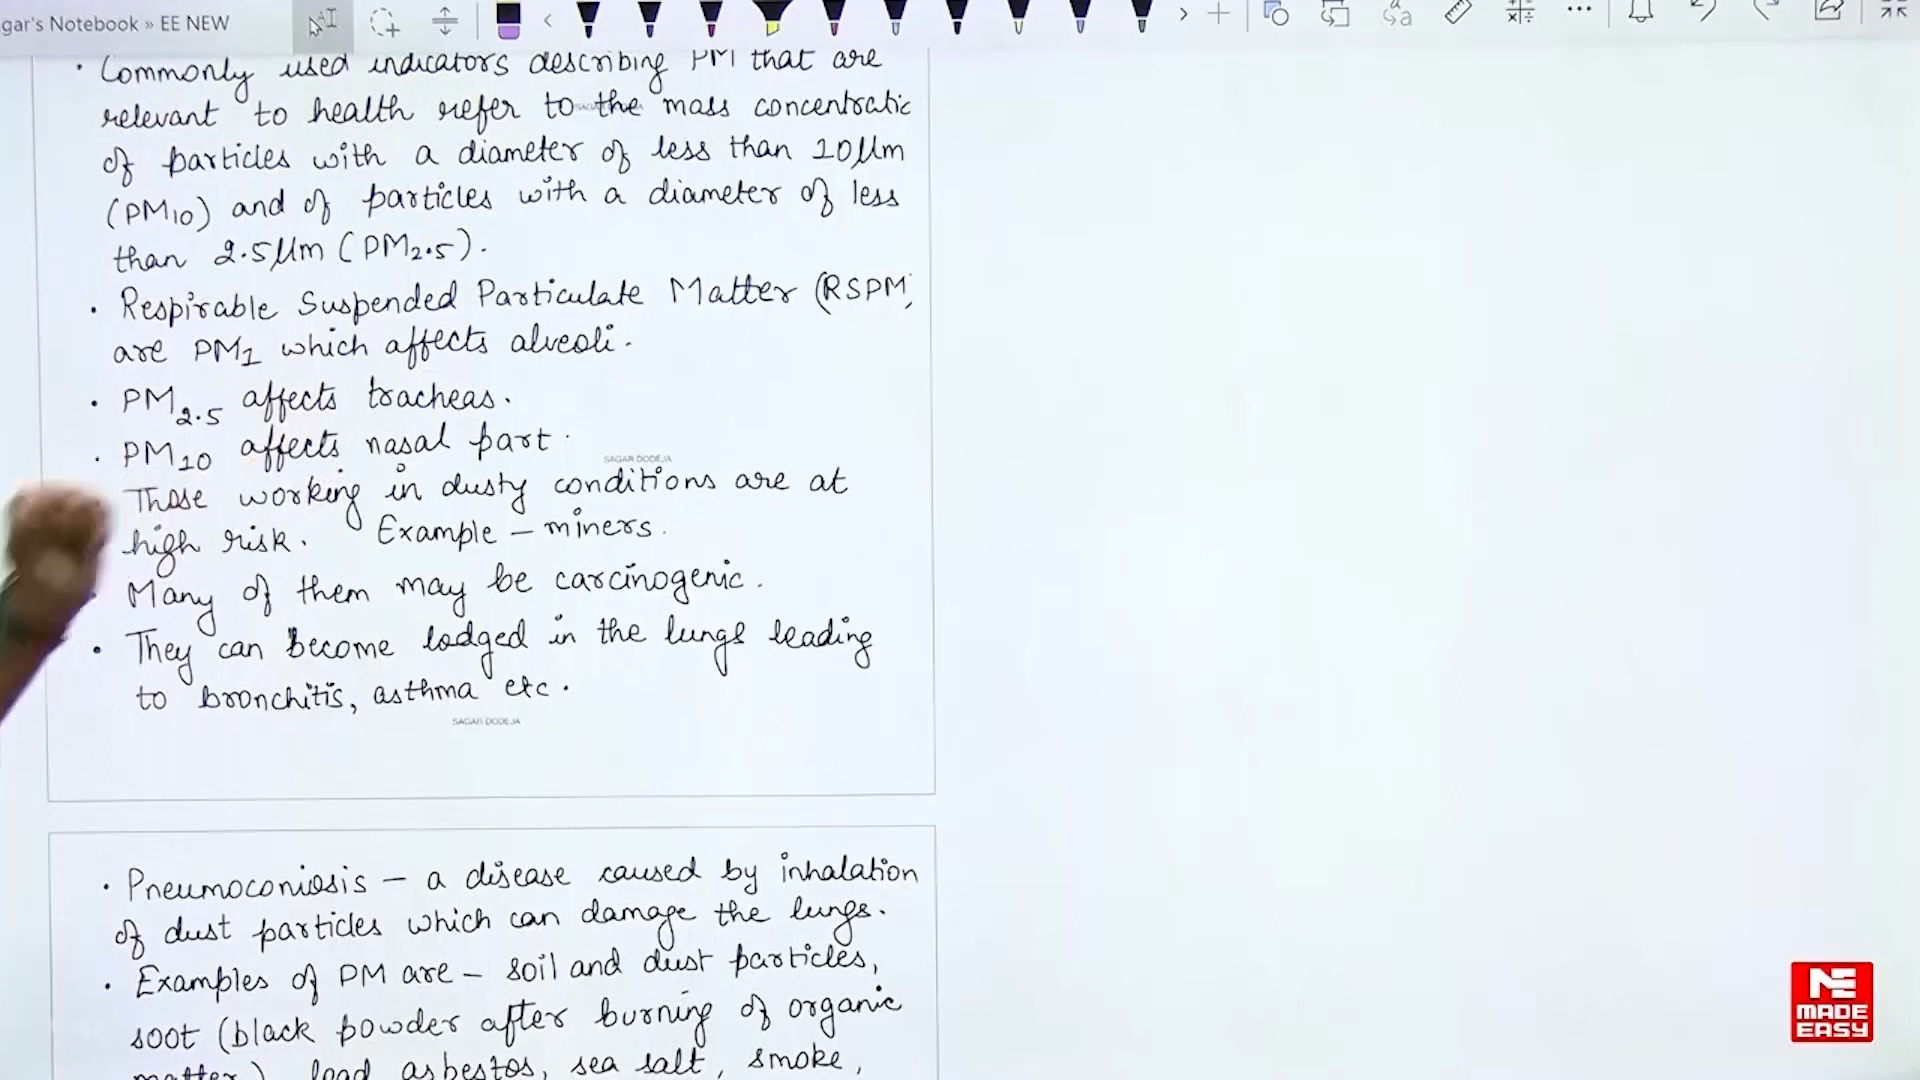 gar's Notebook » EE NEW
• Commonly used indicators describing PM that are
relevant to health refer to the mass concentratic
of particles with a diameter of less than 10μm
(PM10) and of particles with a diameter of less
than 2.5μm (PM2.5).
• Respirable Suspended Particulate Matter (RSPM)
are PM1 which affects alveoli.
• PM2.5 affects tracheas.
• PM10 affects nasal part.
SAGAR DODEJA
Those working in dusty conditions are at
high risk. Example – miners.
Many of them may be carcinogenic.
• They can become lodged in the lungs leading
to bronchitis, asthma etc.
SAGAR DODEJA
• Pneumoconiosis – a disease caused by inhalation
of dust particles which can damage the lungs.
• Examples of PM are – soil and dust particles,
soot (black powder after burning of organic
matter), lead, asbestos, sea salt, smoke,
ME
MADE
EASY